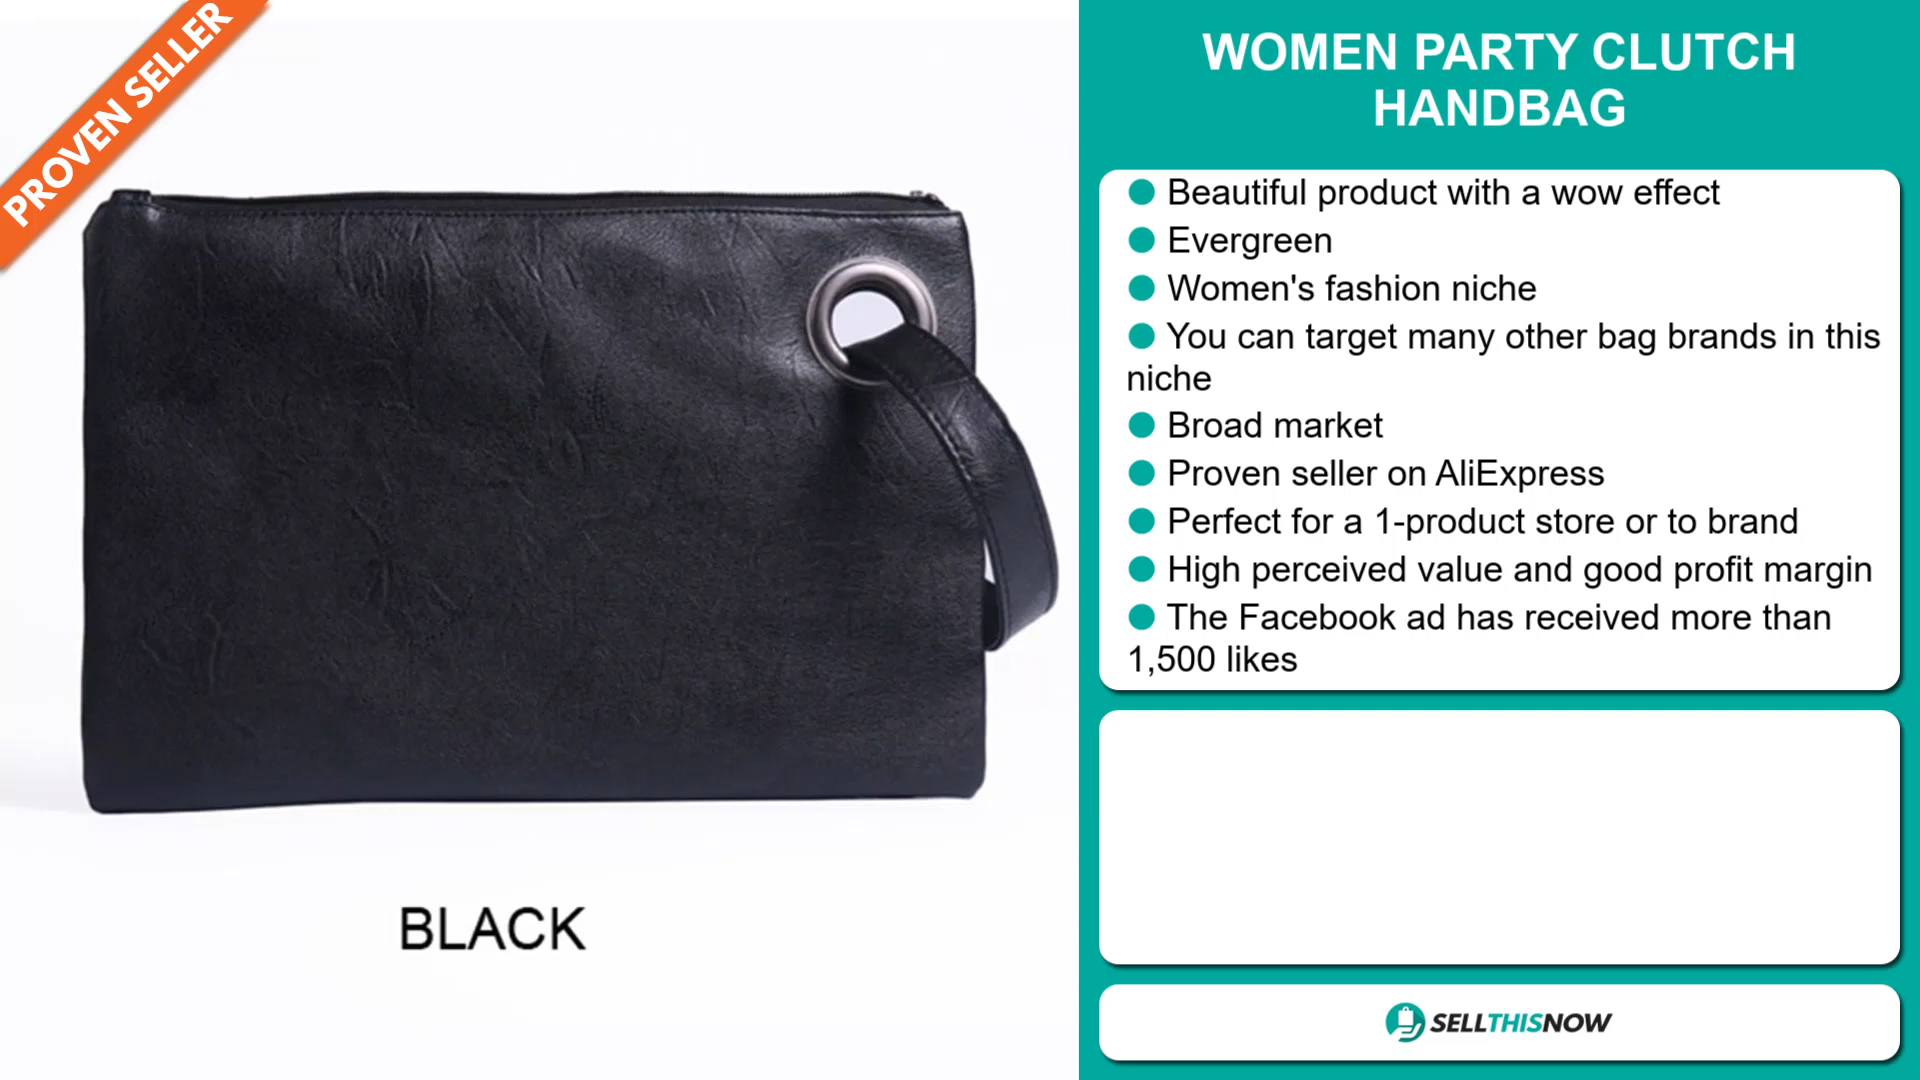 PROVEN SELLER
BLACK
WOMEN PARTY CLUTCH
HANDBAG
● Beautiful product with a wow effect
● Evergreen
● Women's fashion niche
● You can target many other bag brands in this
niche
● Broad market
● Proven seller on AliExpress
● Perfect for a 1-product store or to brand
● High perceived value and good profit margin
● The Facebook ad has received more than
1,500 likes
SELLTHISNOW